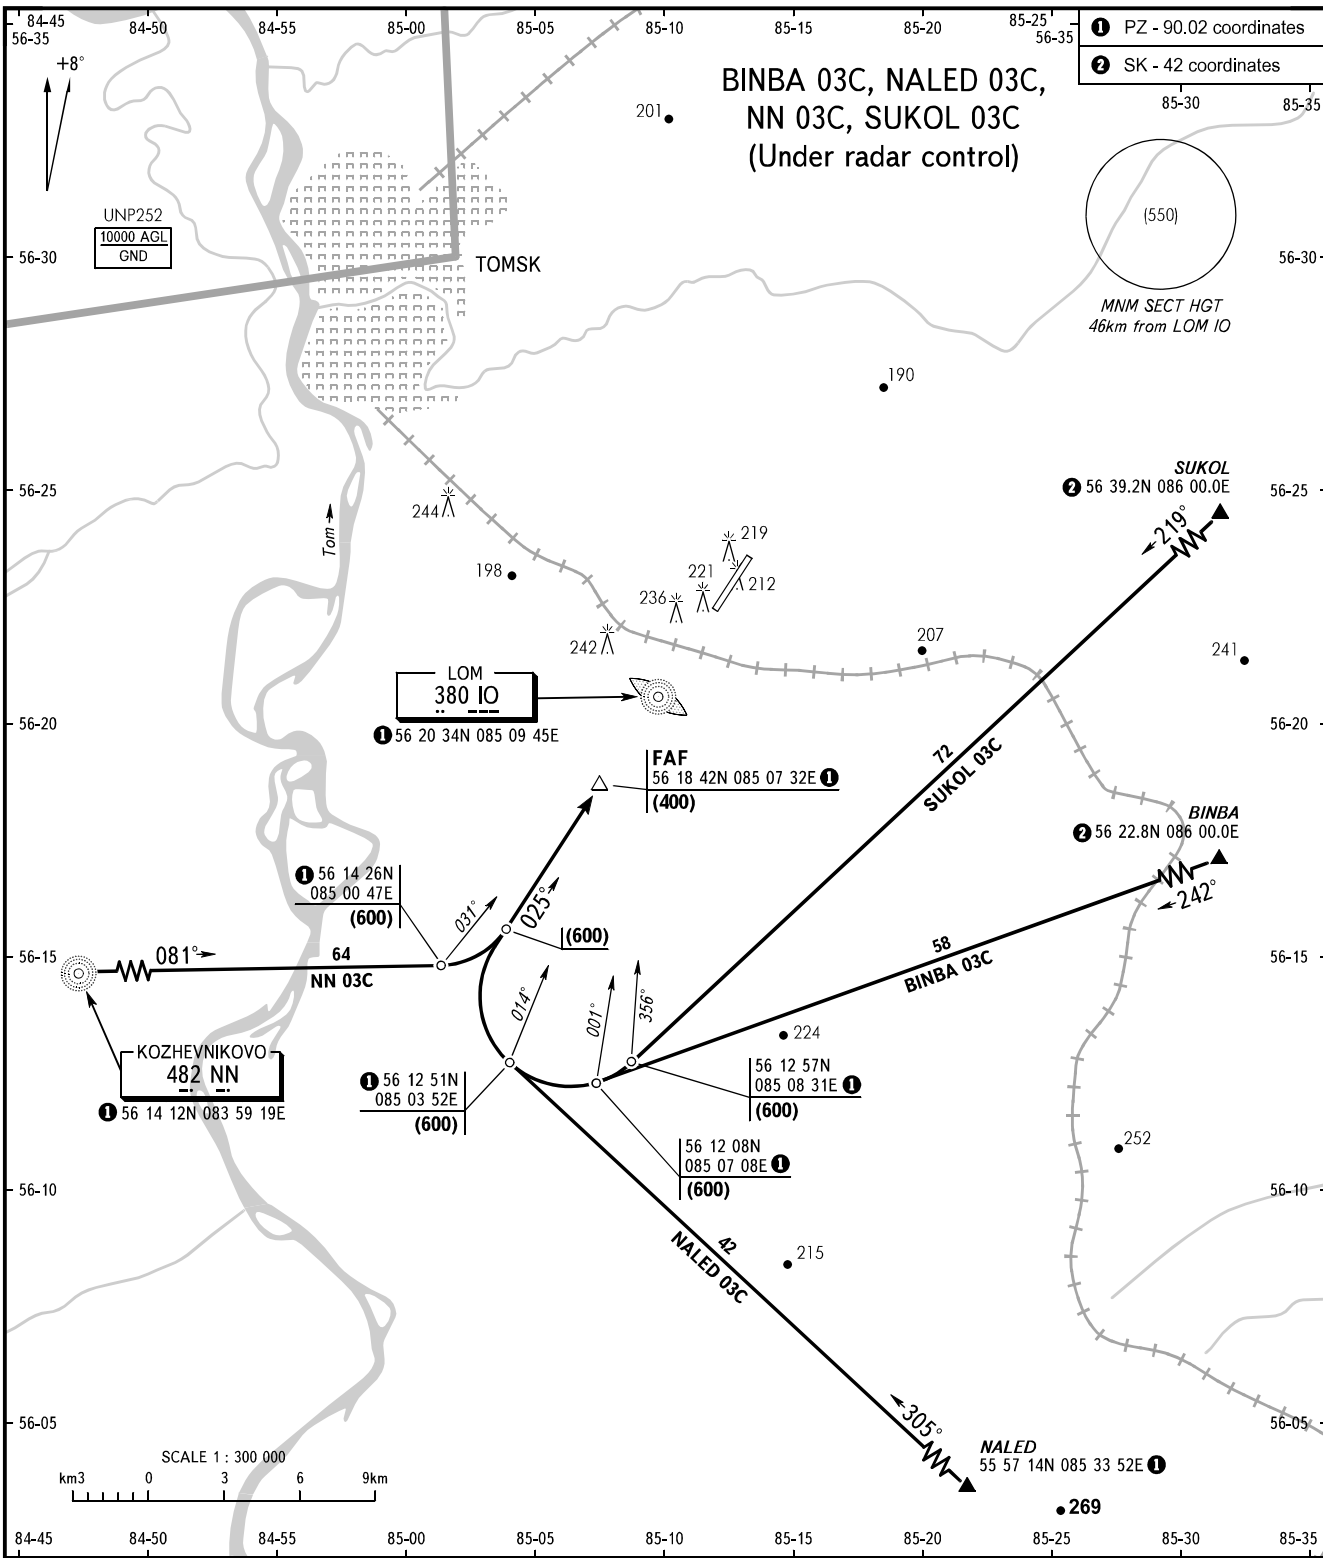 84-45
56-35
84-50
84-55
85-00
85-05
85-10
85-15
85-20
85-25
56-35
❶ PZ - 90.02 coordinates
❷ SK - 42 coordinates
85-30
85-35
+8°
BINBA 03C, NALED 03C,
NN 03C, SUKOL 03C
(Under radar control)
201
(550)
MNM SECT HGT
46km from LOM IO
UNP252
10000 AGL
GND
56-30
TOMSK
56-30
190
SUKOL
❷ 56 39.2N 086 00.0E
56-25
56-25
244
Tom
219°
219
198
221
212
236
242
207
241
LOM
380 IO
❶ 56 20 34N 085 09 45E
56-20
56-20
FAF
56 18 42N 085 07 32E ❶
(400)
72
SUKOL 03C
BINBA
❷ 56 22.8N 086 00.0E
242°
❶ 56 14 26N
085 00 47E
(600)
031°
025°
(600)
56-15
081°
64
NN 03C
58
BINBA 03C
56-15
014°
001°
356°
224
KOZHEVNIKOVO
482 NN
❶ 56 14 12N 083 59 19E
❶ 56 12 51N
085 03 52E
(600)
56 12 57N
085 08 31E ❶
(600)
56 12 08N
085 07 08E ❶
(600)
252
56-10
56-10
42
NALED 03C
215
305°
56-05
56-05
NALED
55 57 14N 085 33 52E ❶
269
SCALE 1 : 300 000
km3 0 3 6 9km
84-45
84-50
84-55
85-00
85-05
85-10
85-15
85-20
85-25
85-30
85-35